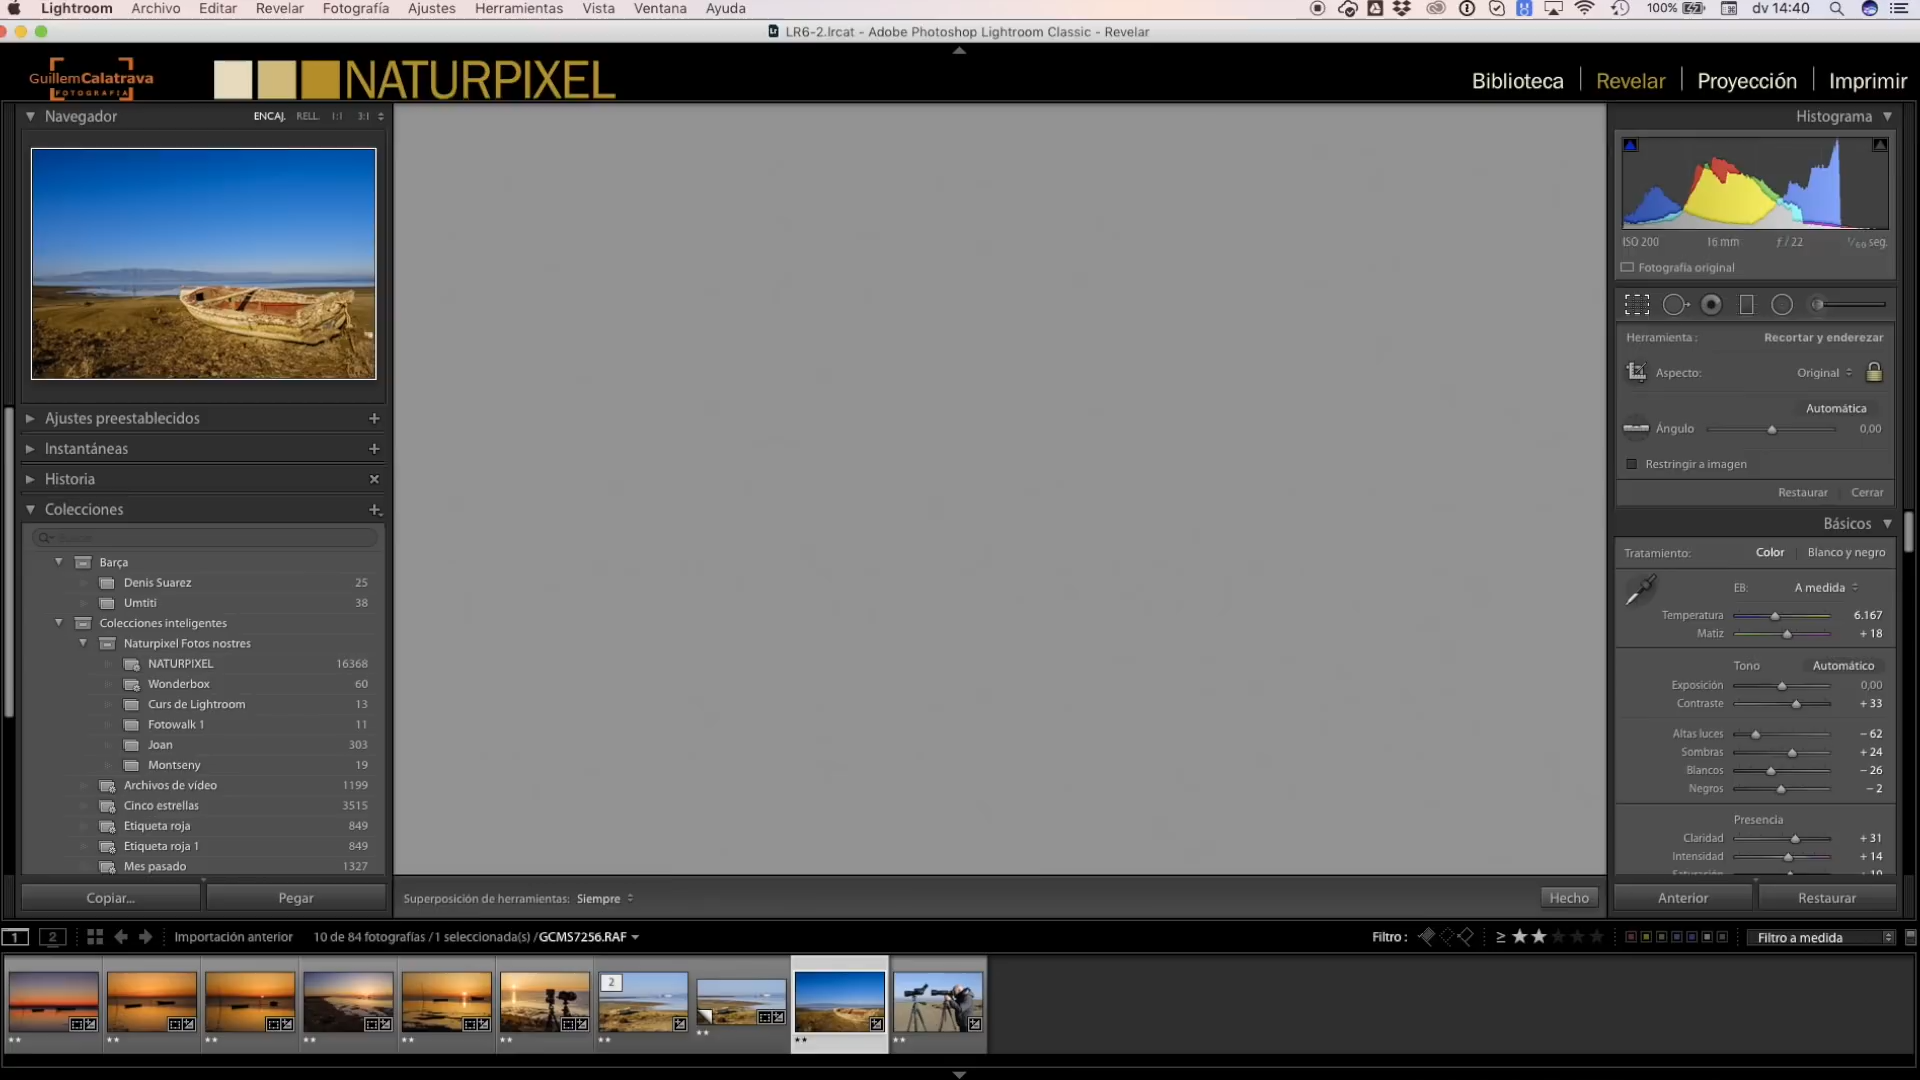 Lightroom Archivo Editar Revelar Fotografía Ajustes Herramientas Vista Ventana Ayuda 100% dv 14:40
LR6-2.lrcat - Adobe Photoshop Lightroom Classic - Revelar
GuillemCalatrava
FOTOGRAFIA
NATURPIXEL
Biblioteca Revelar Proyección Imprimir
Navegador ENCAJ. RELL. 1:1 3:1
Ajustes preestablecidos
Instantáneas
Historia
Colecciones
Buscar
Barça
Denis Suarez 25
Umtiti 38
Colecciones inteligentes
Naturpixel Fotos nostres
NATURPIXEL 16368
Wonderbox 60
Curs de Lightroom 13
Fotowalk 1 11
Joan 303
Montseny 19
Archivos de vídeo 1199
Cinco estrellas 3515
Etiqueta roja 849
Etiqueta roja 1 849
Mes pasado 1327
Copiar... Pegar
Superposición de herramientas: Siempre
Hecho
Histograma
ISO 200 16 mm ƒ / 22 1/60 seg.
Fotografía original
Herramienta : Recortar y enderezar
Aspecto: Original
Automática
Ángulo 0,00
Restringir a imagen
Restaurar Cerrar
Básicos
Tratamiento: Color Blanco y negro
EB: A medida
Temperatura 6.167
Matiz + 18
Tono Automático
Exposición 0,00
Contraste + 33
Altas luces − 62
Sombras + 24
Blancos − 26
Negros − 2
Presencia
Claridad + 31
Intensidad + 14
Anterior Restaurar
1 2 Importación anterior 10 de 84 fotografías /1 seleccionada(s) /GCMS7256.RAF Filtro : ≥ Filtro a medida
2